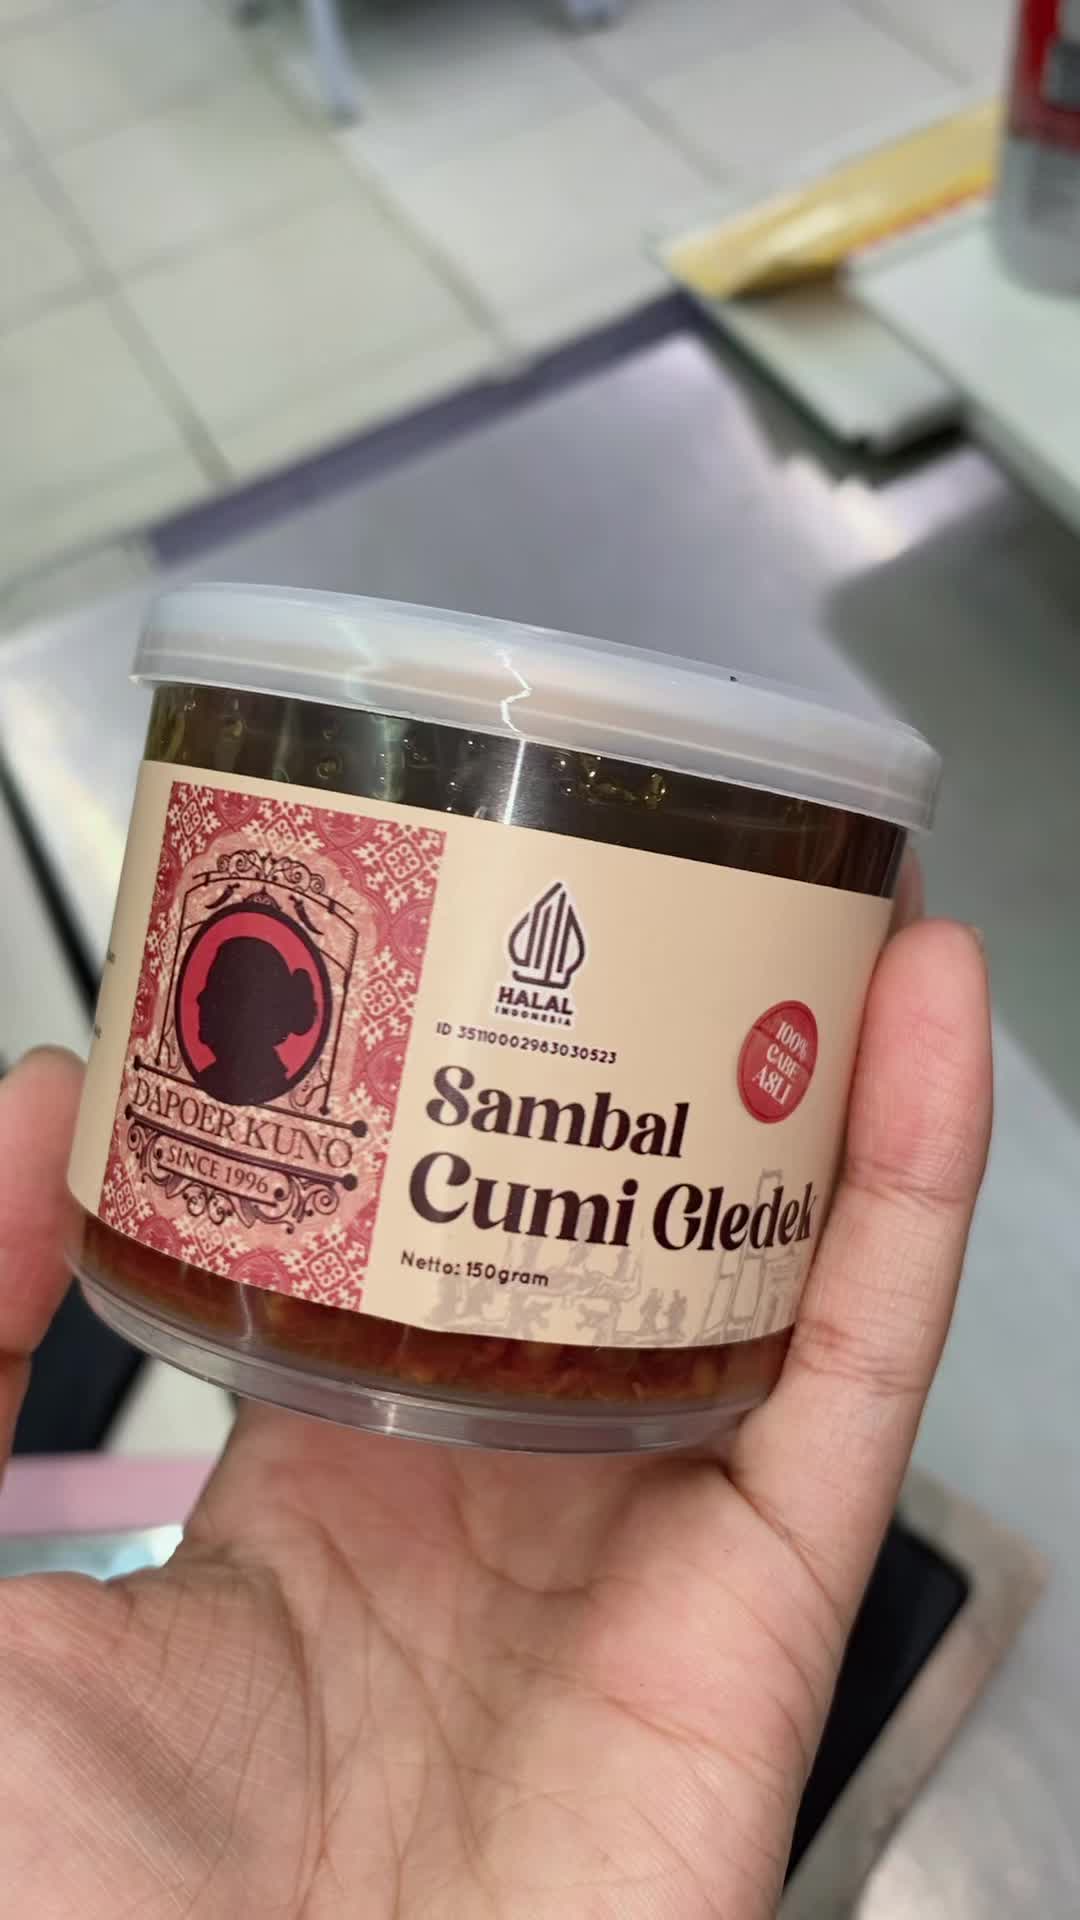 DAPOER KUNO
SINCE 1996
HALAL
INDONESIA
ID 35110002983030523
Sambal
Cumi Gledek
Netto: 150gram
100%
CABE
ASLI